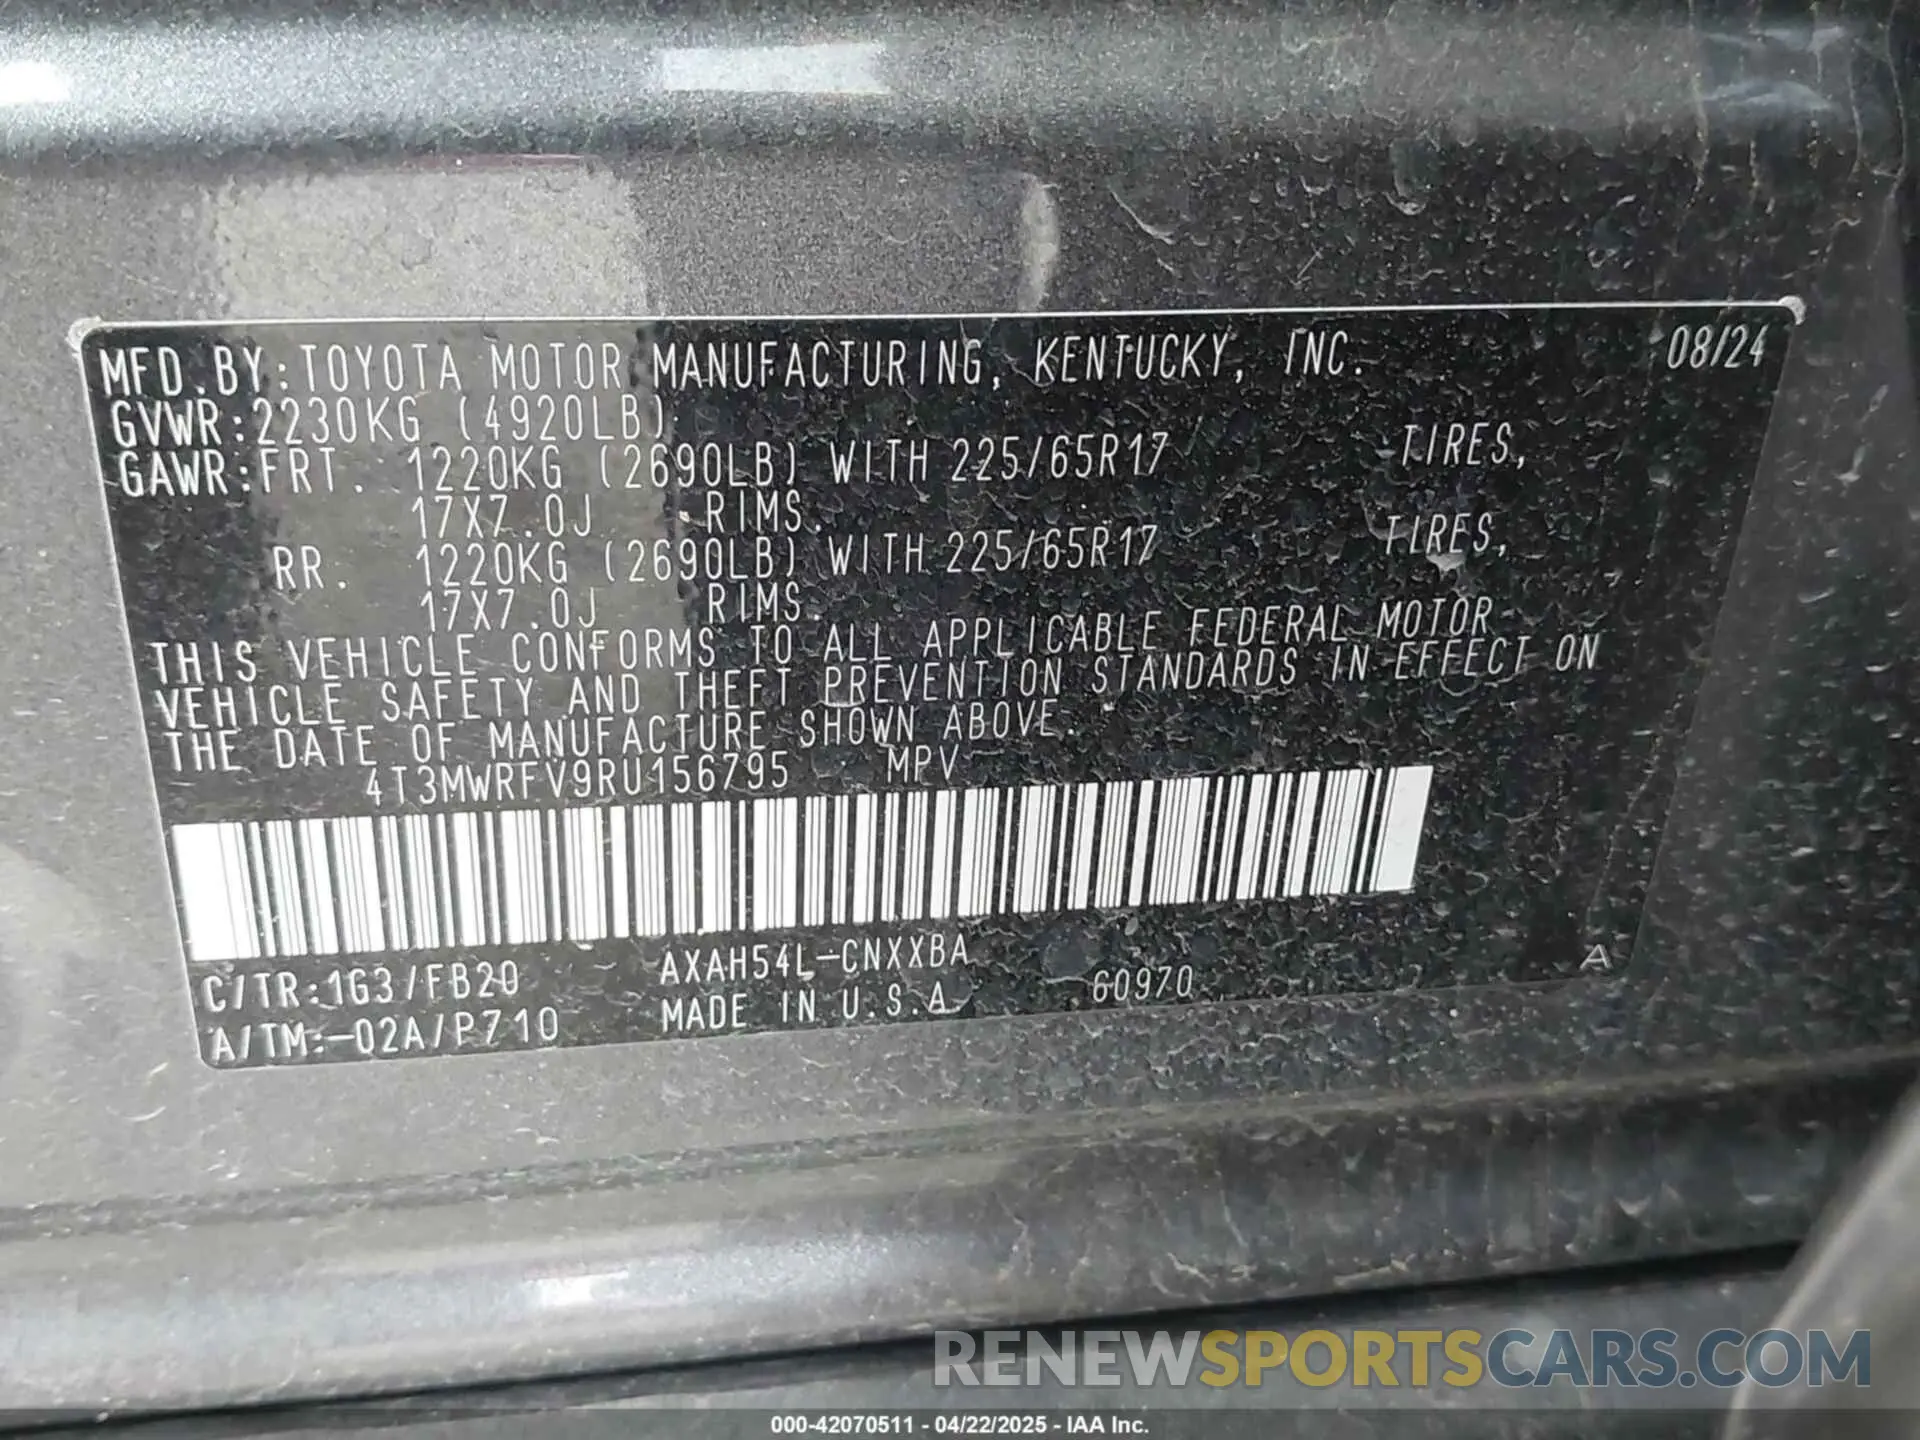 MFD.BY:TOYOTA MOTOR MANUFACTURING, KENTUCKY, INC. 08/24
GVWR:2230KG (4920LB)
GAWR:FRT. 1220KG (2690LB) WITH 225/65R17 TIRES,
17X7.0J RIMS.
RR. 1220KG (2690LB) WITH 225/65R17 TIRES,
17X7.0J RIMS.
THIS VEHICLE CONFORMS TO ALL APPLICABLE FEDERAL MOTOR
VEHICLE SAFETY AND THEFT PREVENTION STANDARDS IN EFFECT ON
THE DATE OF MANUFACTURE SHOWN ABOVE.
4T3MWRFV9RU156795 MPV
C/TR:1G3/FB20 AXAH54L-CNXXBA A
A/TM:-02A/P710 MADE IN U.S.A. 60970
RENEWSPORTSCARS.COM
000-42070511 - 04/22/2025 - IAA Inc.